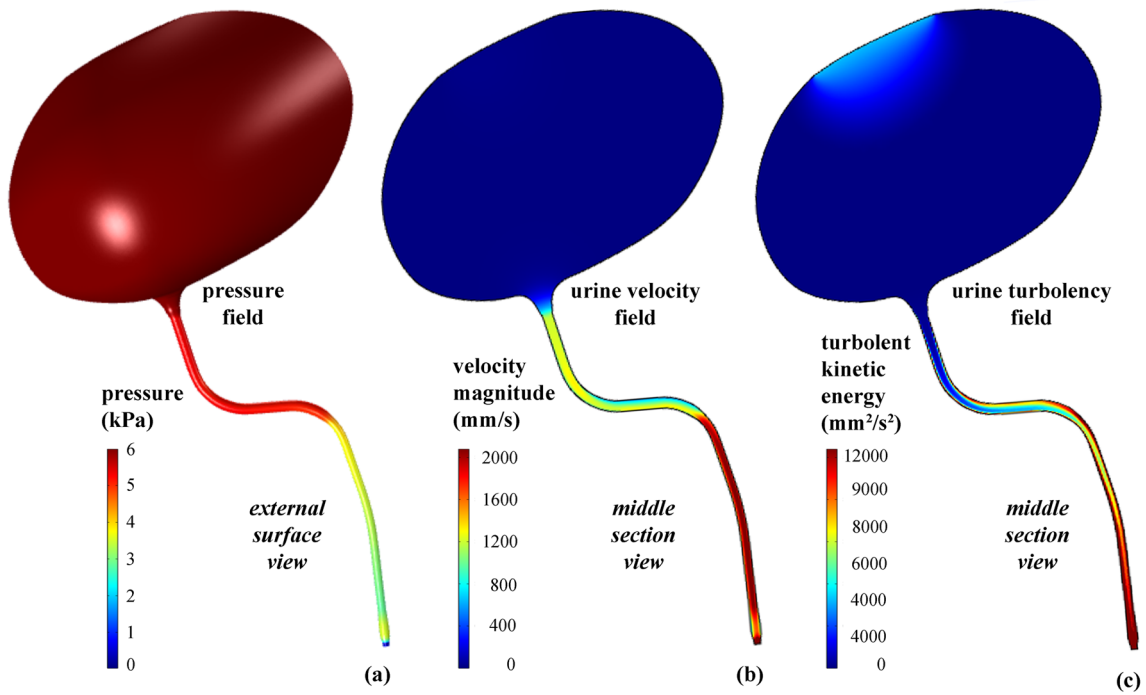 pressure
field
pressure
(kPa)
6
5
4
3
2
1
0
external
surface
view
(a)
urine velocity
field
velocity
magnitude
(mm/s)
2000
1600
1200
800
400
0
middle
section
view
(b)
urine turbolency
field
turbolent
kinetic
energy
(mm²/s²)
12000
9000
8000
6000
4000
4000
0
middle
section
view
(c)